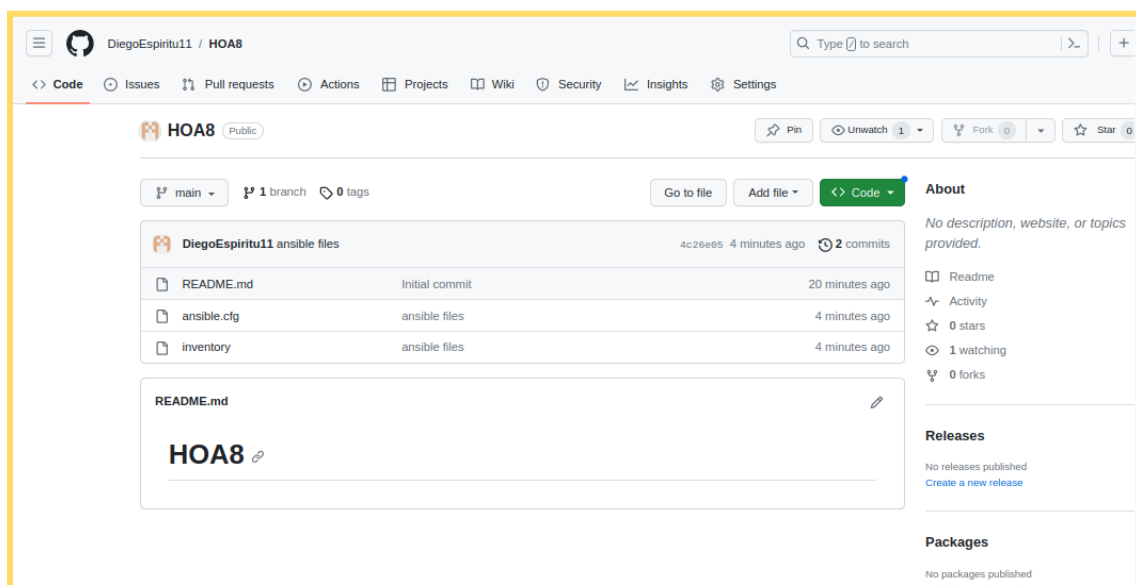 DiegoEspiritu11 / HOA8
Type / to search
Code Issues Pull requests Actions Projects Wiki Security Insights Settings
HOA8 Public
Pin Unwatch 1 Fork 0 Star 0
main 1 branch 0 tags
Go to file Add file Code
DiegoEspiritu11 ansible files 4c26e05 4 minutes ago 2 commits
README.md Initial commit 20 minutes ago
ansible.cfg ansible files 4 minutes ago
inventory ansible files 4 minutes ago
README.md
HOA8
About
No description, website, or topics
provided.
Readme
Activity
0 stars
1 watching
0 forks
Releases
No releases published
Create a new release
Packages
No packages published